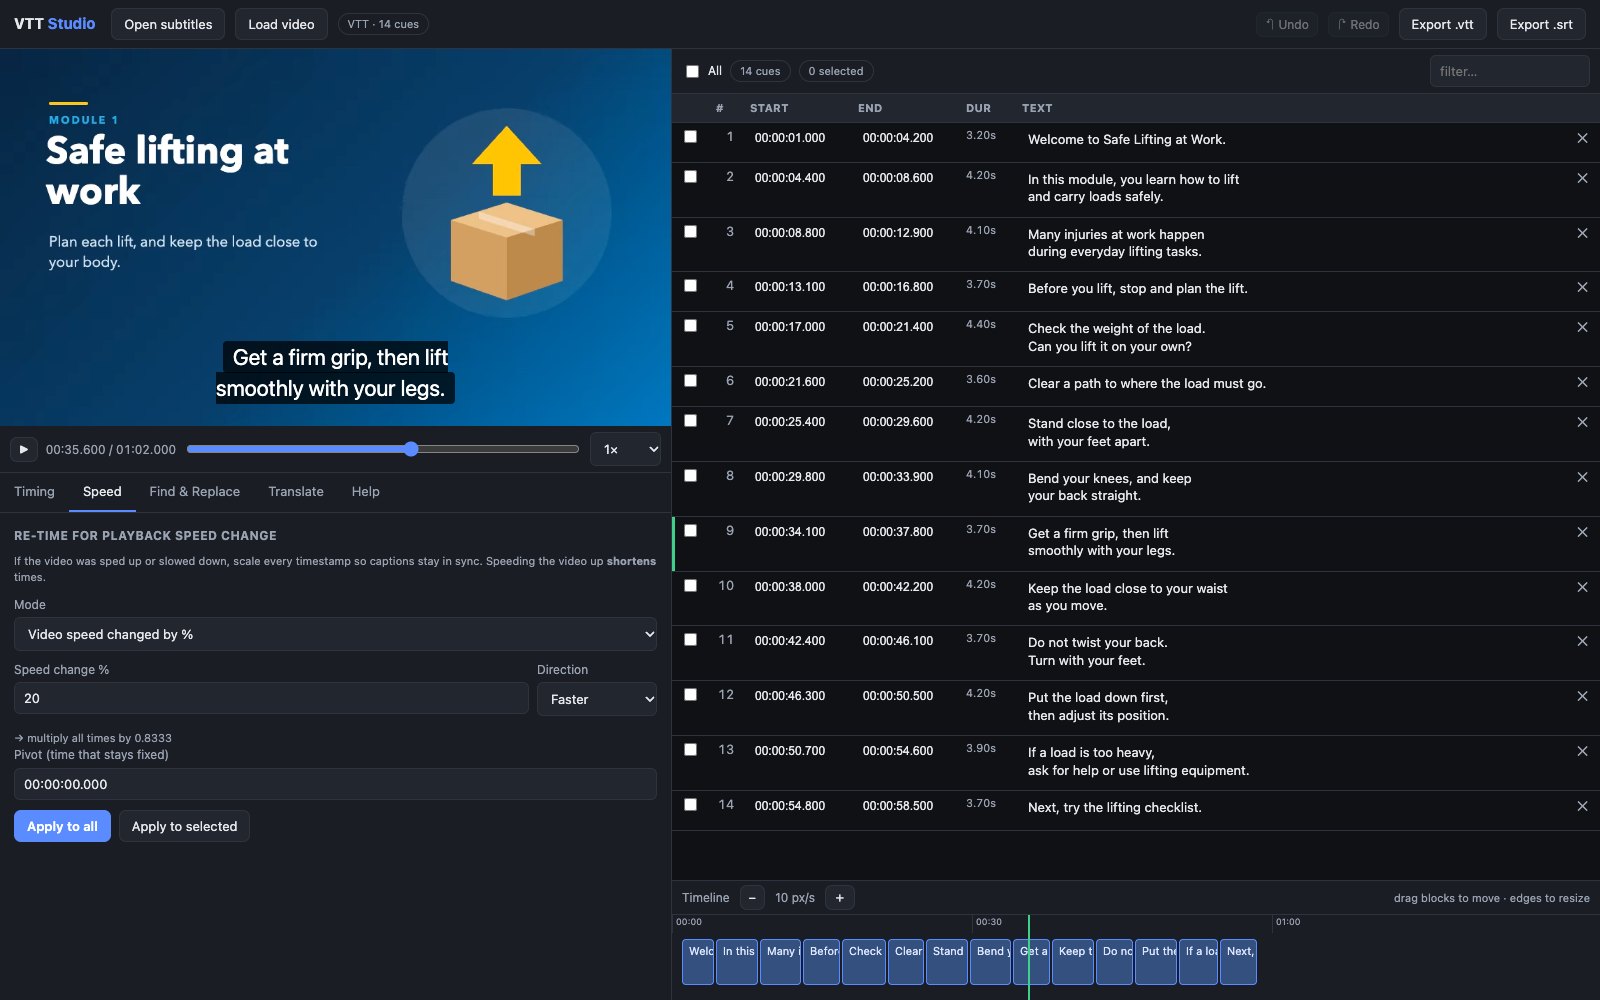 VTT Studio
Open subtitles
Load video
VTT · 14 cues
Undo
Redo
Export .vtt
Export .srt
MODULE 1
Safe lifting at
work
Plan each lift, and keep the load close to
your body.
Get a firm grip, then lift
smoothly with your legs.
00:35.600 / 01:02.000
1×
Timing
Speed
Find & Replace
Translate
Help
RE-TIME FOR PLAYBACK SPEED CHANGE
If the video was sped up or slowed down, scale every timestamp so captions stay in sync. Speeding the video up shortens
times.
Mode
Video speed changed by %
Speed change %
Direction
20
Faster
→ multiply all times by 0.8333
Pivot (time that stays fixed)
00:00:00.000
Apply to all
Apply to selected
All
14 cues
0 selected
filter...
# START END DUR TEXT
1 00:00:01.000 00:00:04.200 3.20s Welcome to Safe Lifting at Work.
2 00:00:04.400 00:00:08.600 4.20s In this module, you learn how to lift
and carry loads safely.
3 00:00:08.800 00:00:12.900 4.10s Many injuries at work happen
during everyday lifting tasks.
4 00:00:13.100 00:00:16.800 3.70s Before you lift, stop and plan the lift.
5 00:00:17.000 00:00:21.400 4.40s Check the weight of the load.
Can you lift it on your own?
6 00:00:21.600 00:00:25.200 3.60s Clear a path to where the load must go.
7 00:00:25.400 00:00:29.600 4.20s Stand close to the load,
with your feet apart.
8 00:00:29.800 00:00:33.900 4.10s Bend your knees, and keep
your back straight.
9 00:00:34.100 00:00:37.800 3.70s Get a firm grip, then lift
smoothly with your legs.
10 00:00:38.000 00:00:42.200 4.20s Keep the load close to your waist
as you move.
11 00:00:42.400 00:00:46.100 3.70s Do not twist your back.
Turn with your feet.
12 00:00:46.300 00:00:50.500 4.20s Put the load down first,
then adjust its position.
13 00:00:50.700 00:00:54.600 3.90s If a load is too heavy,
ask for help or use lifting equipment.
14 00:00:54.800 00:00:58.500 3.70s Next, try the lifting checklist.
Timeline
− 10 px/s +
drag blocks to move · edges to resize
00:00 00:30 01:00
Welc In this Many i Befor Check Clear Stand Bend y Get a Keep t Do no Put the If a loa Next,